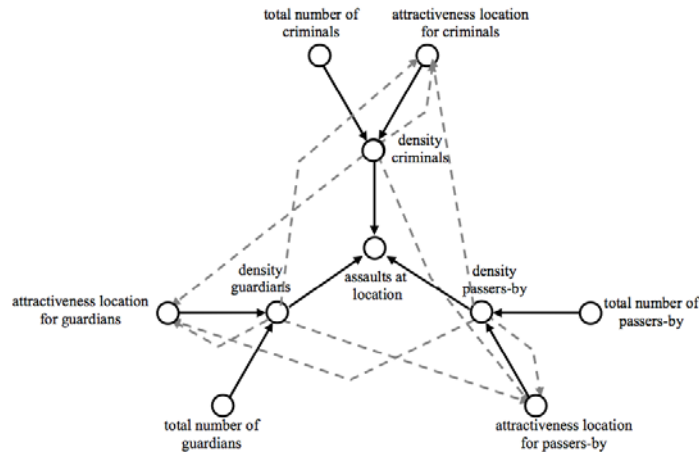 total number of
criminals
attractiveness location
for criminals
density
criminals
density
guardians
assaults at
location
density
passers-by
attractiveness location
for guardians
total number of
passers-by
total number of
guardians
attractiveness location
for passers-by